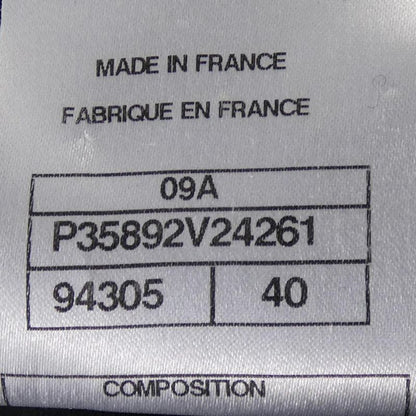 MADE IN FRANCE
FABRIQUE EN FRANCE
09A
P35892V24261
94305 40
COMPOSITION